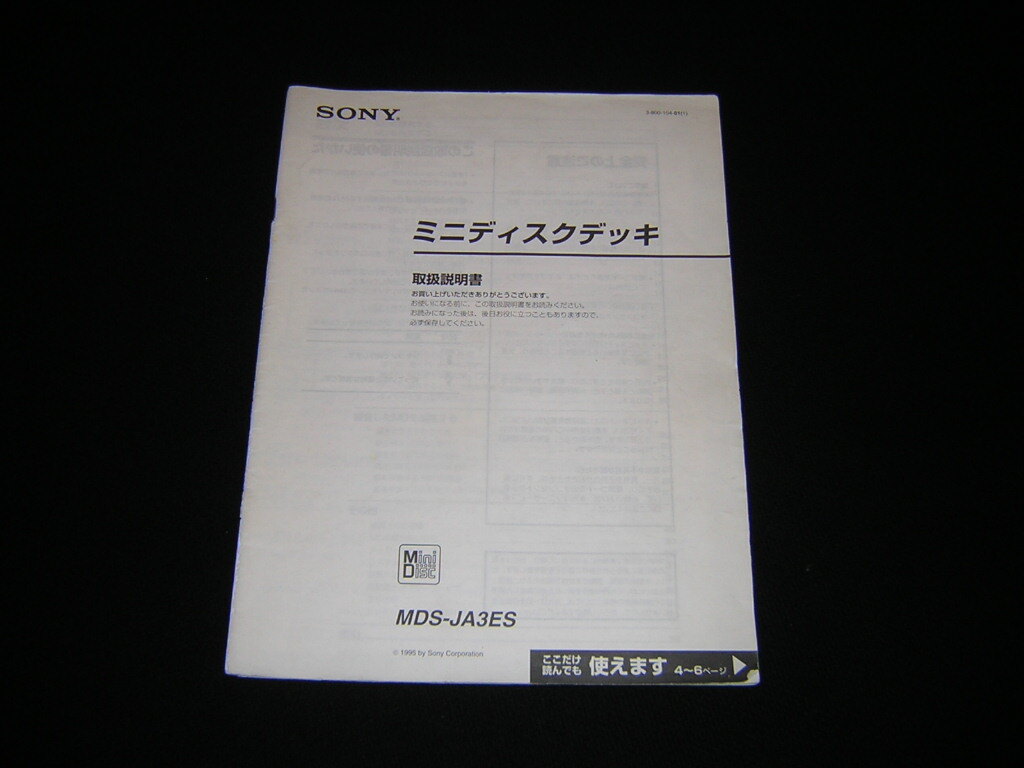 SONY®
3-860-154-01(1)
ミニディスクデッキ
取扱説明書
お買い上げいただきありがとうございます。
お使いになる前に、この取扱説明書をお読みください。
お読みになった後は、後日お役に立つこともありますので、
必ず保存してください。
Mini
Disc
MDS-JA3ES
© 1995 by Sony Corporation
ここだけ
読んでも 使えます 4〜6ページ